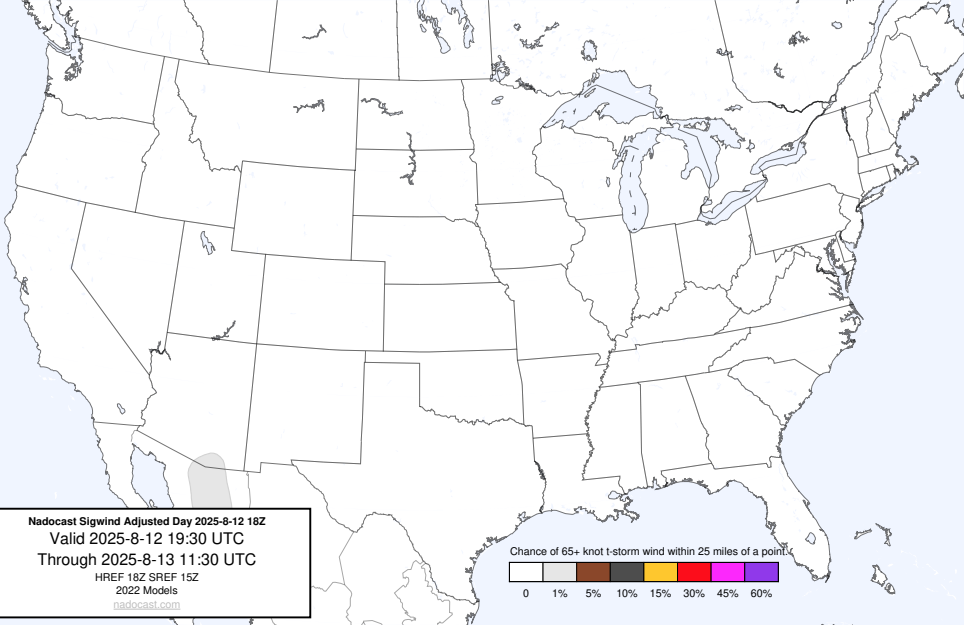 Nadocast Sigwind Adjusted Day 2025-8-12 18Z
Valid 2025-8-12 19:30 UTC
Through 2025-8-13 11:30 UTC
HREF 18Z SREF 15Z
2022 Models
nadocast.com
Chance of 65+ knot t-storm wind within 25 miles of a point.
0 1% 5% 10% 15% 30% 45% 60%